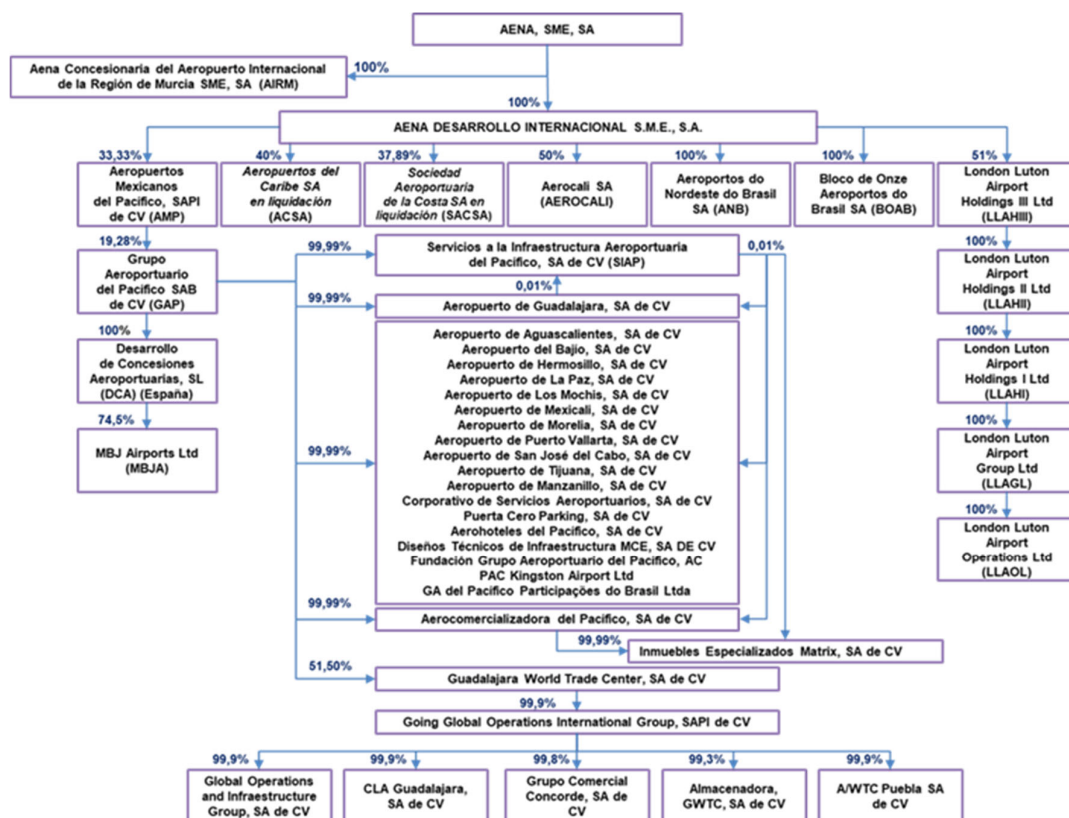 AENA, SME, SA
Aena Concesionaria del Aeropuerto Internacional
de la Región de Murcia SME, SA (AIRM)
100%
100%
AENA DESARROLLO INTERNACIONAL S.M.E., S.A.
33,33%
40%
37,89%
50%
100%
100%
51%
Aeropuertos
Mexicanos
del Pacífico, SAPI
de CV (AMP)
Aeropuertos del
Caribe SA
en liquidación
(ACSA)
Sociedad
Aeroportuaria
de la Costa SA en
liquidación (SACSA)
Aerocali SA
(AEROCALI)
Aeroportos do
Nordeste do Brasil
SA (ANB)
Bloco de Onze
Aeroportos do
Brasil SA (BOAB)
London Luton
Airport
Holdings III Ltd
(LLAHIII)
19,28%
Grupo
Aeroportuario
del Pacífico SAB
de CV (GAP)
100%
Desarrollo
de Concesiones
Aeroportuarias, SL
(DCA) (España)
74,5%
MBJ Airports Ltd
(MBJA)
99,99%
Servicios a la Infraestructura Aeroportuaria
del Pacifico, SA de CV (SIAP)
0,01%
0,01%
99,99%
Aeropuerto de Guadalajara, SA de CV
99,99%
Aeropuerto de Aguascalientes, SA de CV
Aeropuerto del Bajío, SA de CV
Aeropuerto de Hermosillo, SA de CV
Aeropuerto de La Paz, SA de CV
Aeropuerto de Los Mochis, SA de CV
Aeropuerto de Mexicali, SA de CV
Aeropuerto de Morelia, SA de CV
Aeropuerto de Puerto Vallarta, SA de CV
Aeropuerto de San José del Cabo, SA de CV
Aeropuerto de Tijuana, SA de CV
Aeropuerto de Manzanillo, SA de CV
Corporativo de Servicios Aeroportuarios, SA de CV
Puerta Cero Parking, SA de CV
Aerohoteles del Pacífico, SA de CV
Diseños Técnicos de Infraestructura MCE, SA DE CV
Fundación Grupo Aeroportuario del Pacífico, AC
PAC Kingston Airport Ltd
GA del Pacífico Participações do Brasil Ltda
99,99%
Aerocomercializadora del Pacífico, SA de CV
99,99%
Inmuebles Especializados Matrix, SA de CV
51,50%
Guadalajara World Trade Center, SA de CV
99,9%
Going Global Operations International Group, SAPI de CV
99,9%
99,9%
99,8%
99,3%
99,9%
Global Operations
and Infrastructure
Group, SA de CV
CLA Guadalajara,
SA de CV
Grupo Comercial
Concorde, SA de
CV
Almacenadora,
GWTC, SA de CV
A/WTC Puebla SA
de CV
100%
London Luton
Airport
Holdings II Ltd
(LLAHII)
100%
London Luton
Airport
Holdings I Ltd
(LLAHI)
100%
London Luton
Airport
Group Ltd
(LLAGL)
100%
London Luton
Airport
Operations Ltd
(LLAOL)